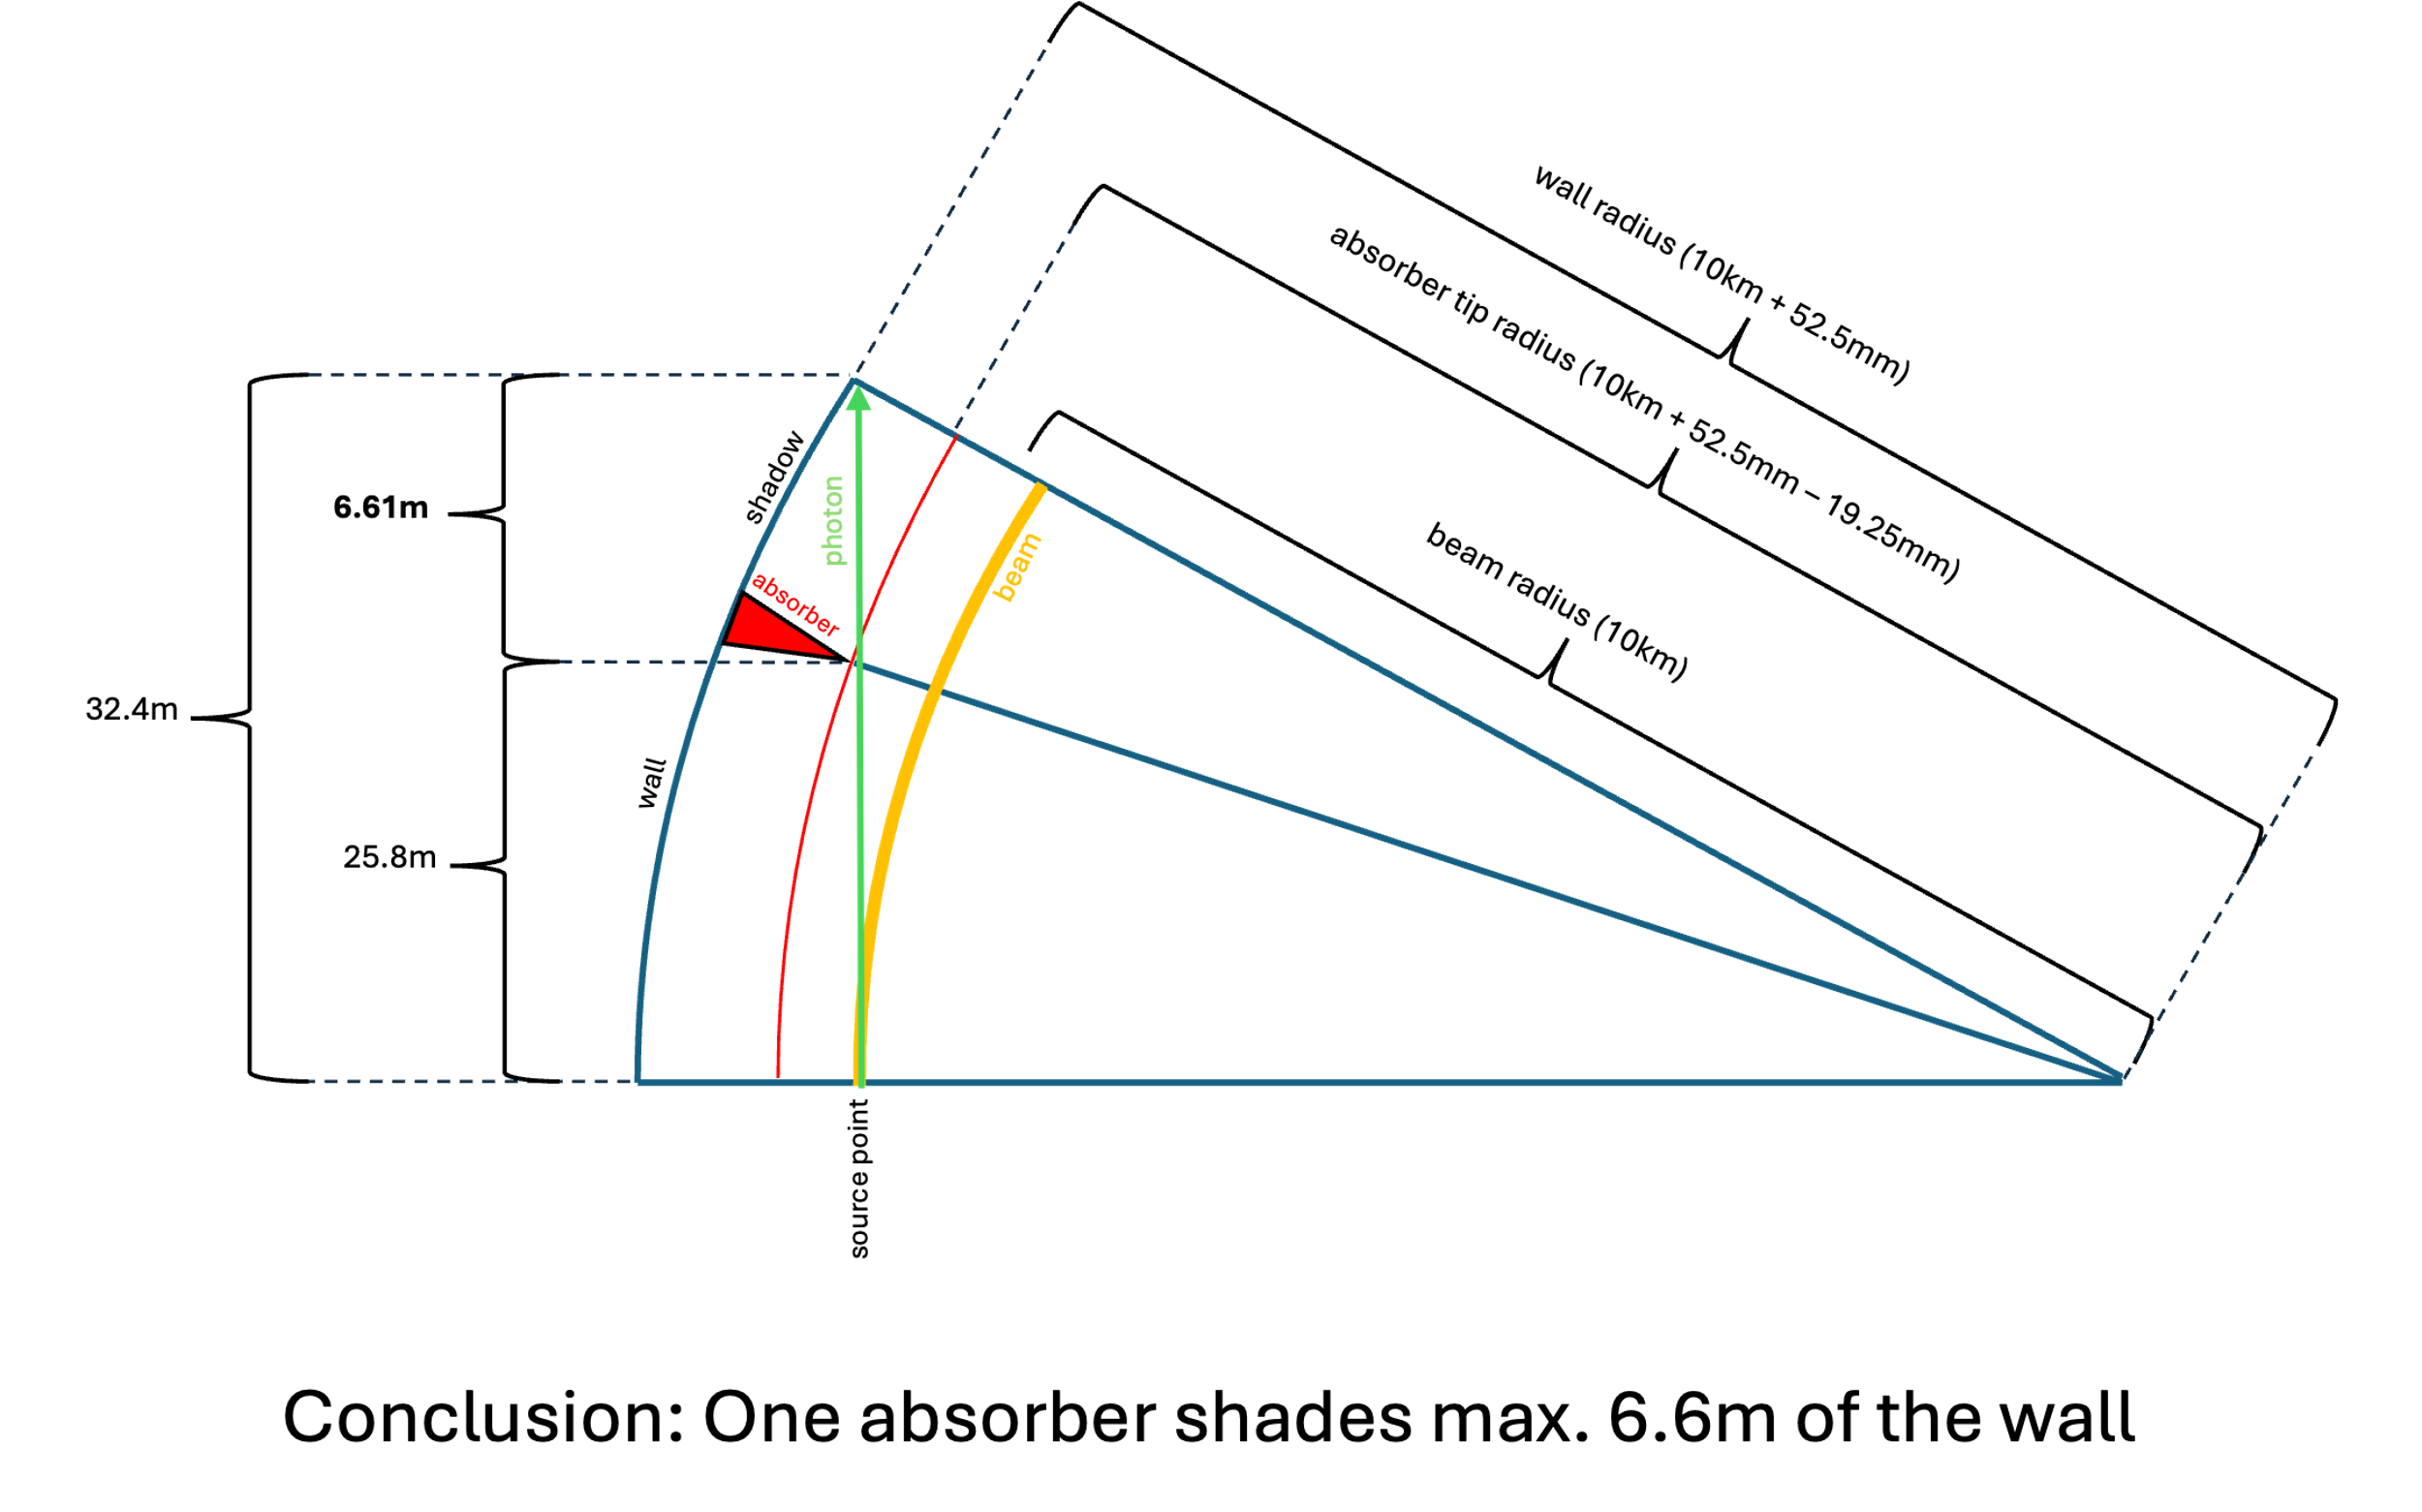 wall radius (10km + 52.5mm)
absorber tip radius (10km + 52.5mm – 19.25mm)
beam radius (10km)
shadow
photon
6.61m
absorber
beam
32.4m
wall
25.8m
source point
Conclusion: One absorber shades max. 6.6m of the wall